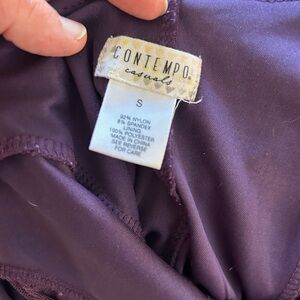 CONTEMPO
casuals
S
92% NYLON
8% SPANDEX
LINING
100% POLYESTER
MADE IN CHINA
SEE REVERSE
FOR CARE